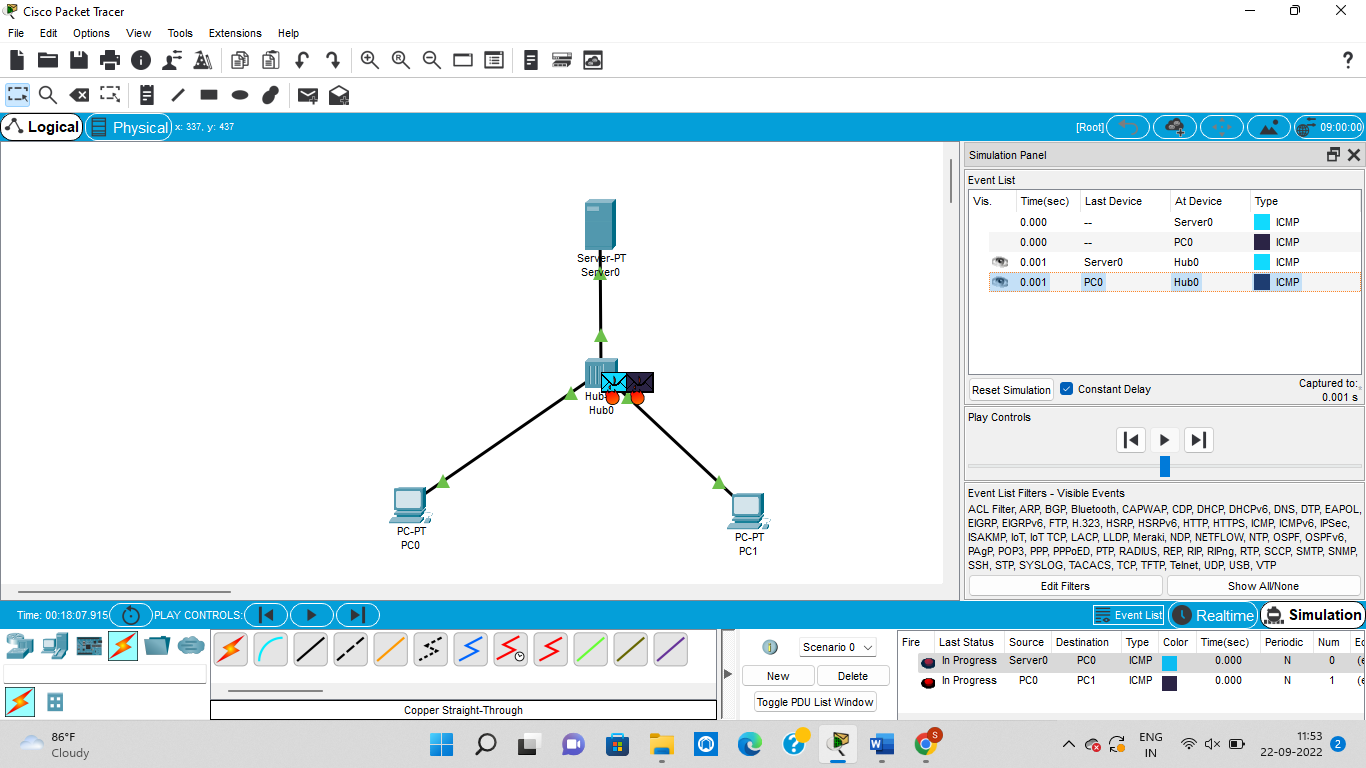 Cisco Packet Tracer
File Edit Options View Tools Extensions Help
Logical Physical x: 337, y: 437 [Root] 09:00:00
Server-PT
Server0
Hub0
PC-PT
PC0
PC-PT
PC1
Simulation Panel
Event List
Vis. Time(sec) Last Device At Device Type
0.000 -- Server0 ICMP
0.000 -- PC0 ICMP
0.001 Server0 Hub0 ICMP
0.001 PC0 Hub0 ICMP
Reset Simulation Constant Delay Captured to:
0.001 s
Play Controls
Event List Filters - Visible Events
ACL Filter, ARP, BGP, Bluetooth, CAPWAP, CDP, DHCP, DHCPv6, DNS, DTP, EAPOL,
EIGRP, EIGRPv6, FTP, H.323, HSRP, HSRPv6, HTTP, HTTPS, ICMP, ICMPv6, IPSec,
ISAKMP, IoT, IoT TCP, LACP, LLDP, Meraki, NDP, NETFLOW, NTP, OSPF, OSPFv6,
PAgP, POP3, PPP, PPPoED, PTP, RADIUS, REP, RIP, RIPng, RTP, SCCP, SMTP, SNMP,
SSH, STP, SYSLOG, TACACS, TCP, TFTP, Telnet, UDP, USB, VTP
Edit Filters Show All/None
Time: 00:18:07.915 PLAY CONTROLS: Event List Realtime Simulation
Scenario 0
New Delete
Toggle PDU List Window
Copper Straight-Through
Fire Last Status Source Destination Type Color Time(sec) Periodic Num
In Progress Server0 PC0 ICMP 0.000 N 0
In Progress PC0 PC1 ICMP 0.000 N 1
86°F
Cloudy
S
ENG
IN
11:53
22-09-2022
2